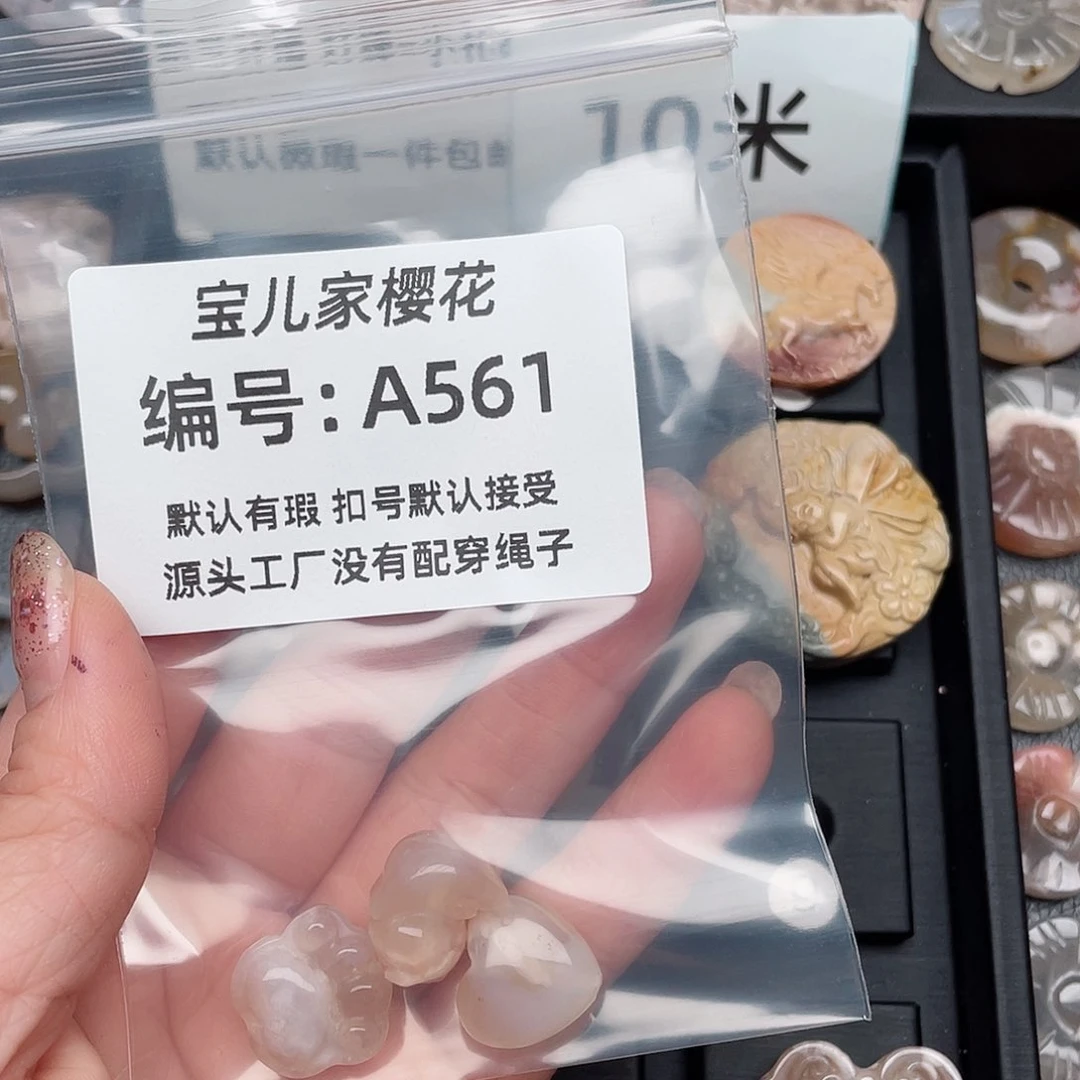 默认微瑕一件包邮
10米
宝儿家樱花
编号:A561
默认有瑕 扣号默认接受
源头工厂没有配穿绳子